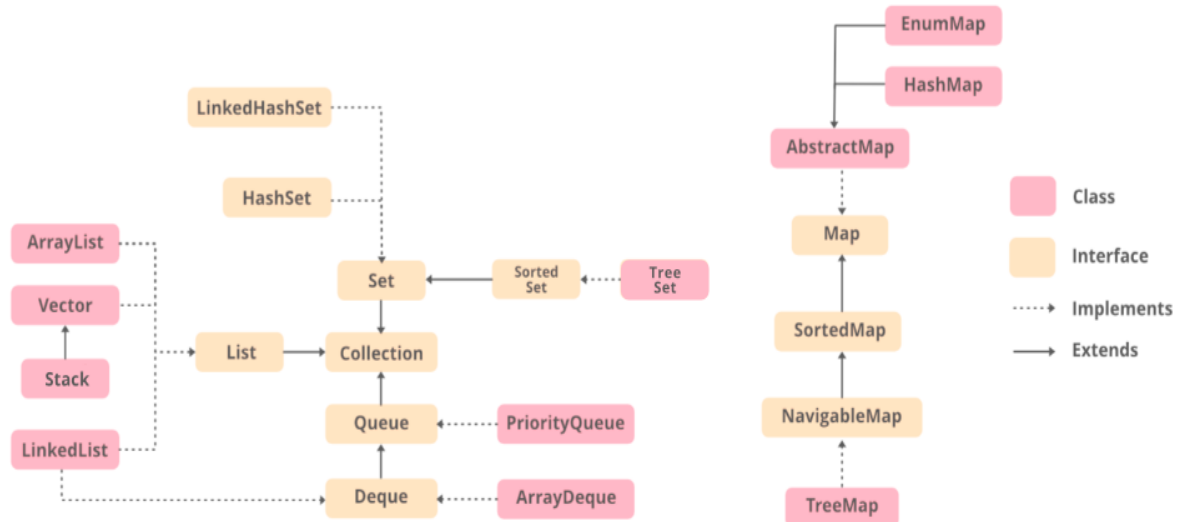 EnumMap
HashMap
LinkedHashSet
AbstractMap
HashSet
Class
ArrayList
Map
Interface
Set
Sorted
Set
Tree
Set
Vector
Implements
SortedMap
List
Collection
Extends
Stack
Queue
PriorityQueue
NavigableMap
LinkedList
Deque
ArrayDeque
TreeMap